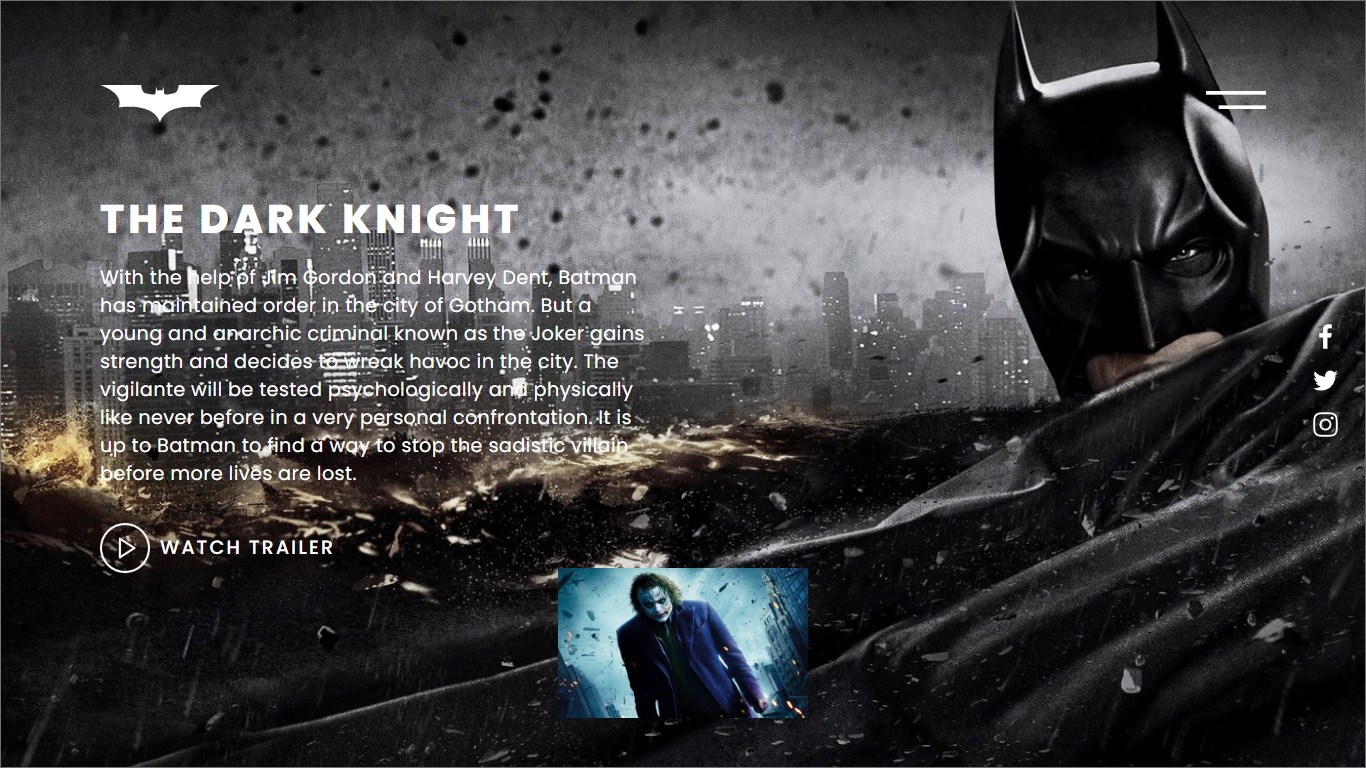 THE DARK KNIGHT
With the help of Jim Gordon and Harvey Dent, Batman
has maintained order in the city of Gotham. But a
young and anarchic criminal known as the Joker gains
strength and decides to wreak havoc in the city. The
vigilante will be tested psychologically and physically
like never before in a very personal confrontation. It is
up to Batman to find a way to stop the sadistic villain
before more lives are lost.
WATCH TRAILER